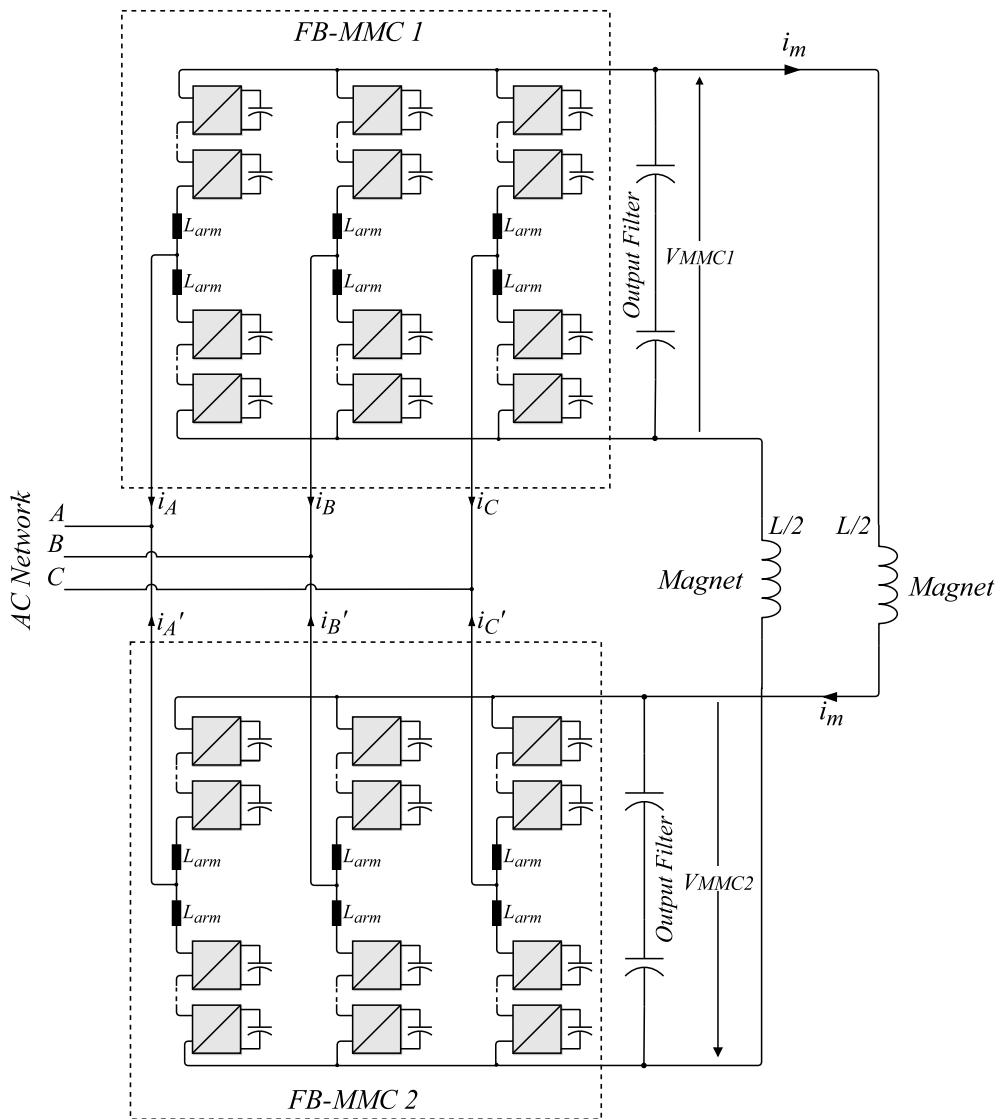 FB-MMC 1
i_m
L_arm
L_arm
L_arm
L_arm
L_arm
L_arm
Output Filter
V_MMC1
AC Network
A
B
C
i_A
i_B
i_C
L/2
L/2
Magnet
Magnet
i_A'
i_B'
i_C'
i_m
L_arm
L_arm
L_arm
L_arm
L_arm
L_arm
Output Filter
V_MMC2
FB-MMC 2